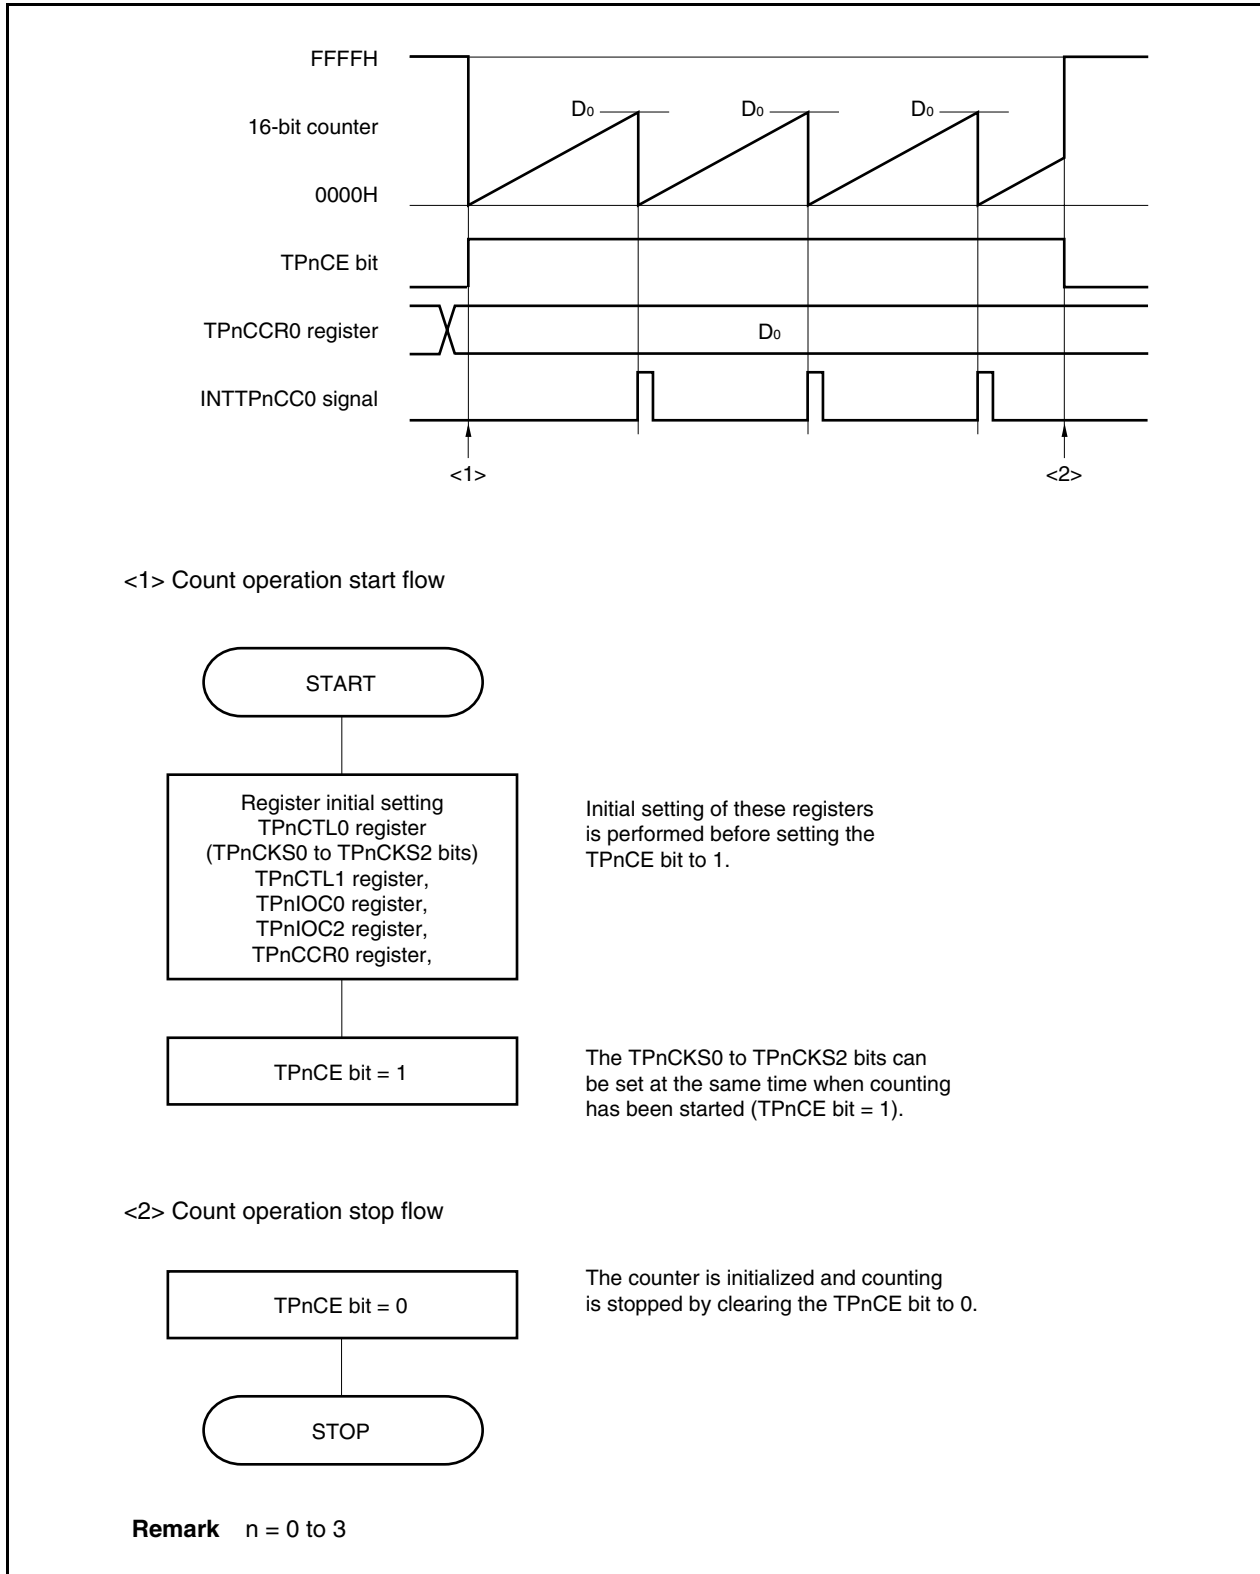 FFFFH
D0 D0 D0
16-bit counter
0000H
TPnCE bit
TPnCCR0 register D0
INTTPnCC0 signal
<1> <2>
<1> Count operation start flow
START
Register initial setting
TPnCTL0 register
(TPnCKS0 to TPnCKS2 bits)
TPnCTL1 register,
TPnIOC0 register,
TPnIOC2 register,
TPnCCR0 register,
Initial setting of these registers
is performed before setting the
TPnCE bit to 1.
TPnCE bit = 1
The TPnCKS0 to TPnCKS2 bits can
be set at the same time when counting
has been started (TPnCE bit = 1).
<2> Count operation stop flow
TPnCE bit = 0
The counter is initialized and counting
is stopped by clearing the TPnCE bit to 0.
STOP
Remark n = 0 to 3